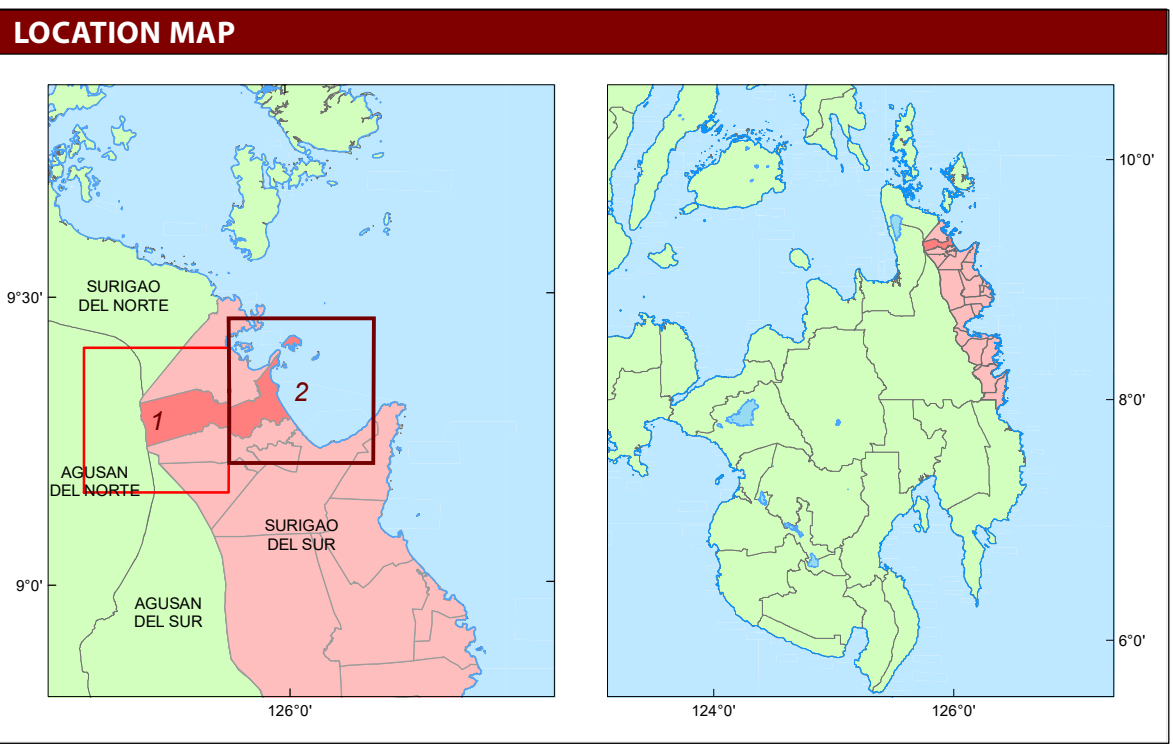 LOCATION MAP
SURIGAO
DEL NORTE
9°30'
1
2
AGUSAN
DEL NORTE
SURIGAO
DEL SUR
9°0'
AGUSAN
DEL SUR
126°0'
10°0'
8°0'
6°0'
124°0'
126°0'